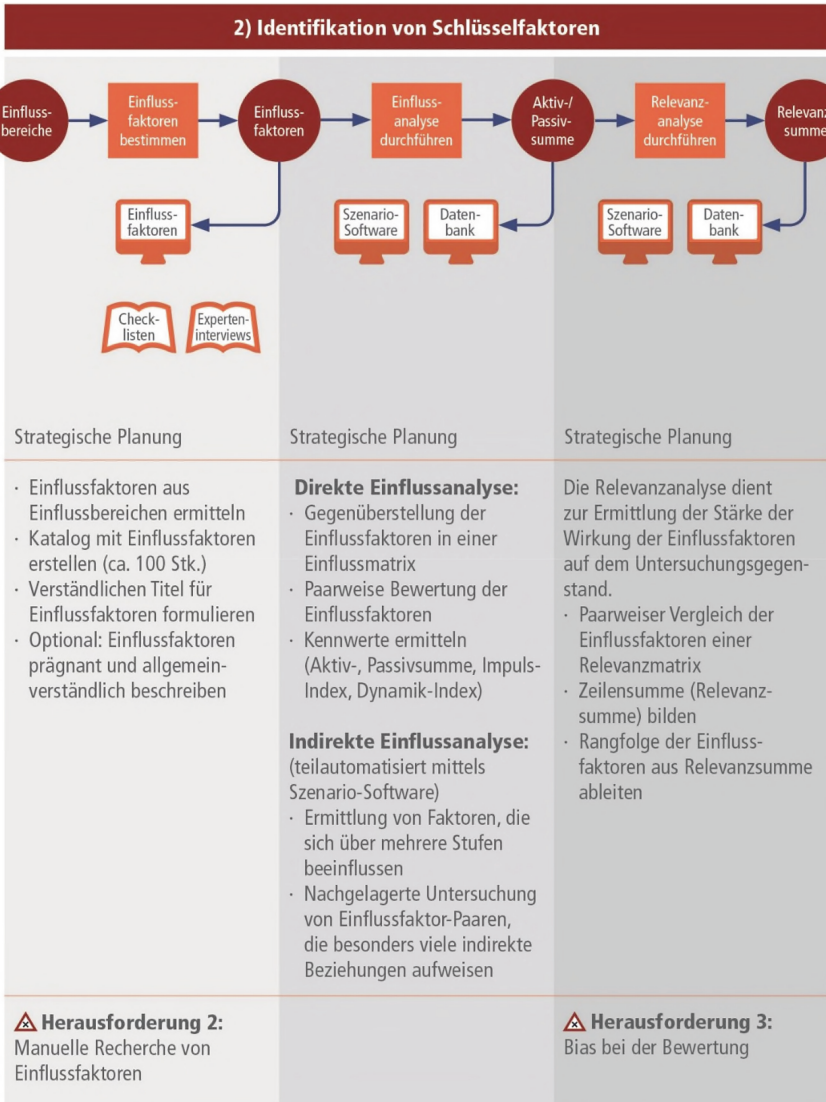 2) Identifikation von Schlüsselfaktoren
Einfluss-
bereiche
Einfluss-
faktoren
bestimmen
Einfluss-
faktoren
Einfluss-
analyse
durchführen
Aktiv-/
Passiv-
summe
Relevanz-
analyse
durchführen
Relevanz
summe
Einfluss-
faktoren
Szenario-
Software
Daten-
bank
Szenario-
Software
Daten-
bank
Check-
listen
Experten-
interviews
Strategische Planung
· Einflussfaktoren aus
Einflussbereichen ermitteln
· Katalog mit Einflussfaktoren
erstellen (ca. 100 Stk.)
· Verständlichen Titel für
Einflussfaktoren formulieren
· Optional: Einflussfaktoren
prägnant und allgemein-
verständlich beschreiben
Herausforderung 2:
Manuelle Recherche von
Einflussfaktoren
Strategische Planung
Direkte Einflussanalyse:
· Gegenüberstellung der
Einflussfaktoren in einer
Einflussmatrix
· Paarweise Bewertung der
Einflussfaktoren
· Kennwerte ermitteln
(Aktiv-, Passivsumme, Impuls-
Index, Dynamik-Index)
Indirekte Einflussanalyse:
(teilautomatisiert mittels
Szenario-Software)
· Ermittlung von Faktoren, die
sich über mehrere Stufen
beeinflussen
· Nachgelagerte Untersuchung
von Einflussfaktor-Paaren,
die besonders viele indirekte
Beziehungen aufweisen
Strategische Planung
Die Relevanzanalyse dient
zur Ermittlung der Stärke der
Wirkung der Einflussfaktoren
auf dem Untersuchungsgegen-
stand.
· Paarweiser Vergleich der
Einflussfaktoren einer
Relevanzmatrix
· Zeilensumme (Relevanz-
summe) bilden
· Rangfolge der Einfluss-
faktoren aus Relevanzsumme
ableiten
Herausforderung 3:
Bias bei der Bewertung